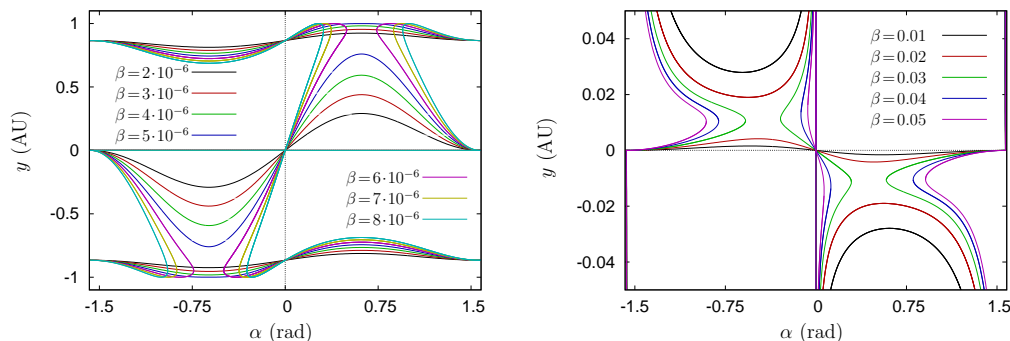 1
0.5
0
-0.5
-1
y (AU)
β=2·10⁻⁶
β=3·10⁻⁶
β=4·10⁻⁶
β=5·10⁻⁶
β=6·10⁻⁶
β=7·10⁻⁶
β=8·10⁻⁶
-1.5 -0.75 0 0.75 1.5
α (rad)
0.04
0.02
0
-0.02
-0.04
y (AU)
β=0.01
β=0.02
β=0.03
β=0.04
β=0.05
-1.5 -0.75 0 0.75 1.5
α (rad)